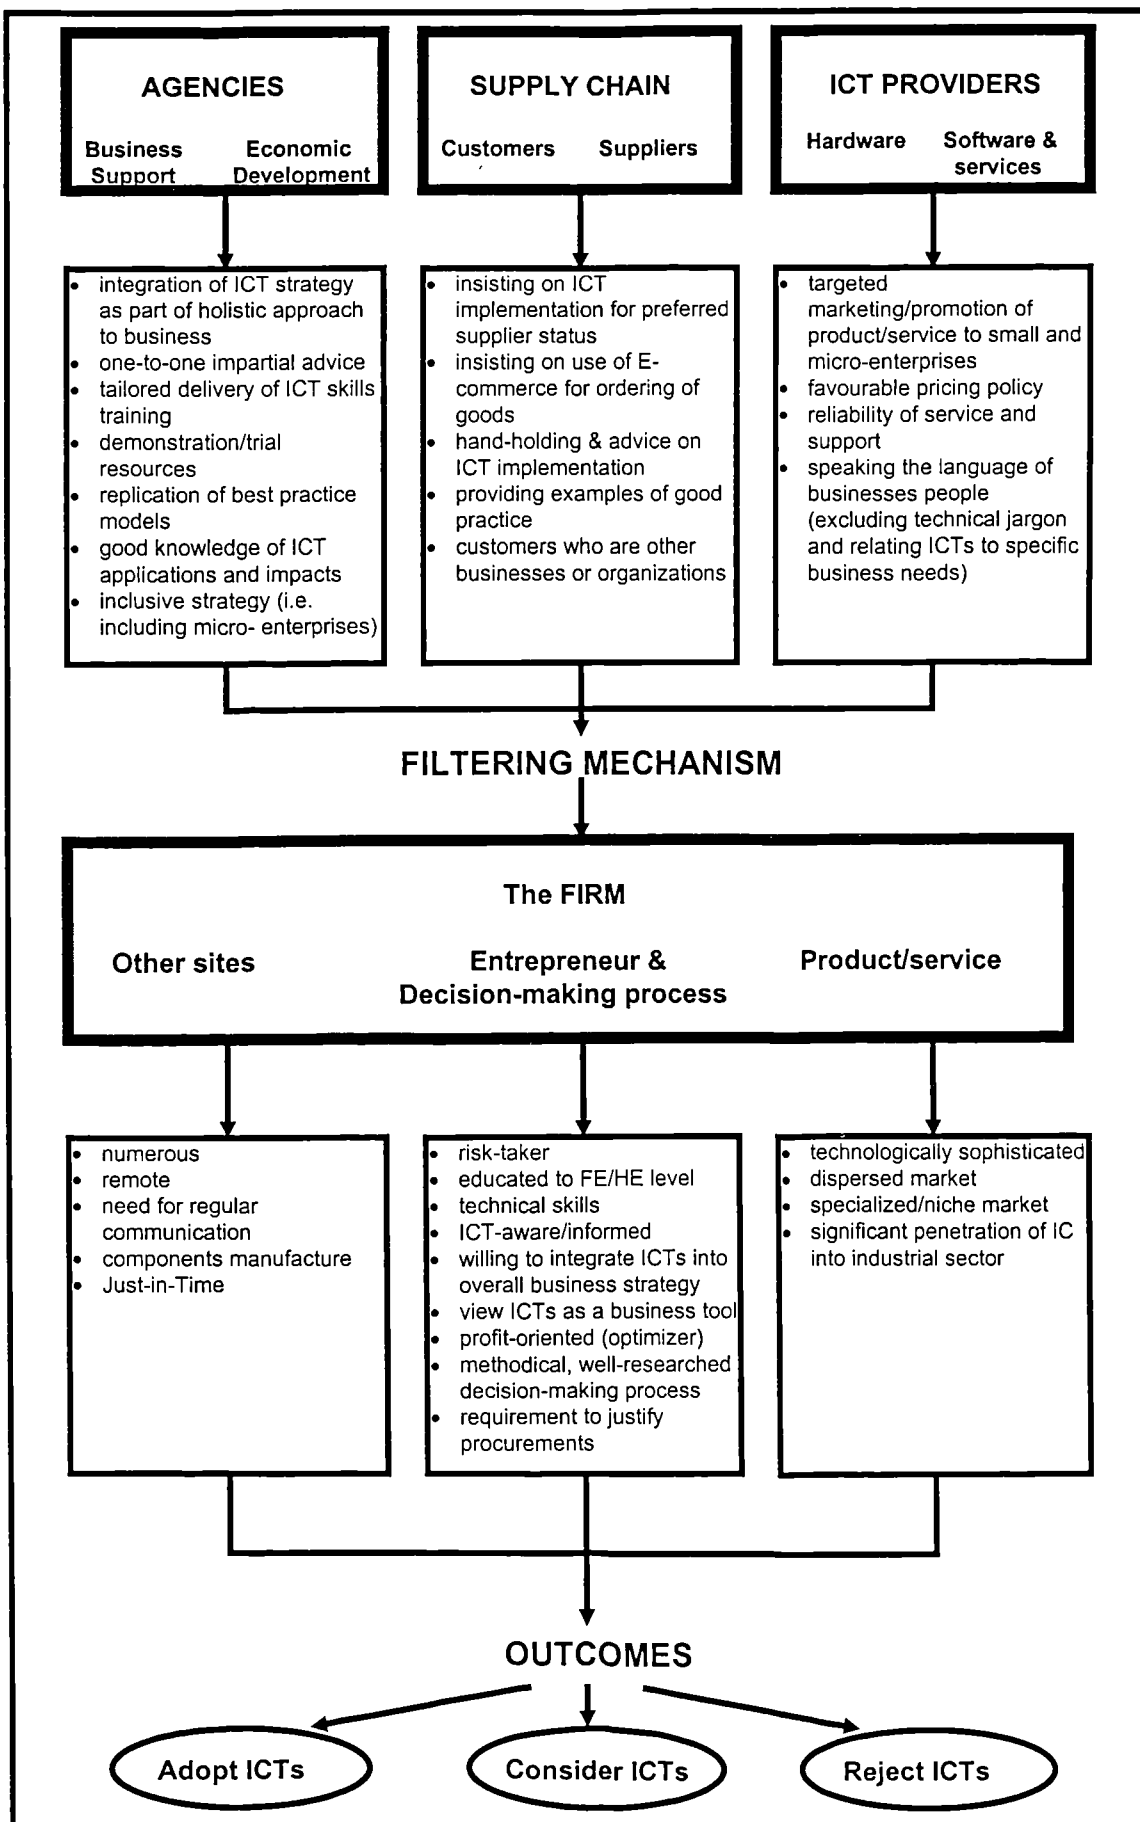 AGENCIES
Business
Support
Economic
Development
SUPPLY CHAIN
Customers
Suppliers
ICT PROVIDERS
Hardware
Software &
services
• integration of ICT strategy
as part of holistic approach
to business
• one-to-one impartial advice
• tailored delivery of ICT skills
training
• demonstration/trial
resources
• replication of best practice
models
• good knowledge of ICT
applications and impacts
• inclusive strategy (i.e.
including micro- enterprises)
• insisting on ICT
implementation for preferred
supplier status
• insisting on use of E-
commerce for ordering of
goods
• hand-holding & advice on
ICT implementation
• providing examples of good
practice
• customers who are other
businesses or organizations
• targeted
marketing/promotion of
product/service to small and
micro-enterprises
• favourable pricing policy
• reliability of service and
support
• speaking the language of
businesses people
(excluding technical jargon
and relating ICTs to specific
business needs)
FILTERING MECHANISM
The FIRM
Other sites
Entrepreneur &
Decision-making process
Product/service
• numerous
• remote
• need for regular
communication
• components manufacture
• Just-in-Time
• risk-taker
• educated to FE/HE level
• technical skills
• ICT-aware/informed
• willing to integrate ICTs into
overall business strategy
• view ICTs as a business tool
• profit-oriented (optimizer)
• methodical, well-researched
decision-making process
• requirement to justify
procurements
• technologically sophisticated
• dispersed market
• specialized/niche market
• significant penetration of IC
into industrial sector
OUTCOMES
Adopt ICTs
Consider ICTs
Reject ICTs